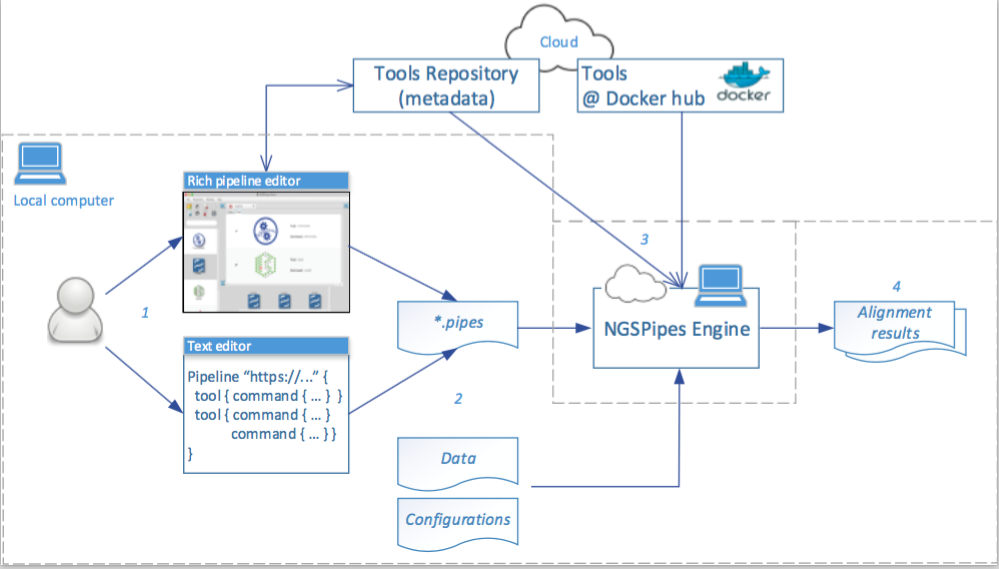 Cloud
Tools Repository
(metadata)
Tools
@ Docker hub
docker
Local computer
Rich pipeline editor
1
3
4
*.pipes
NGSPipes Engine
Alignment
results
Text editor
Pipeline “https://...” {
tool { command { ... } }
tool { command { ... }
command { ... } }
}
2
Data
Configurations